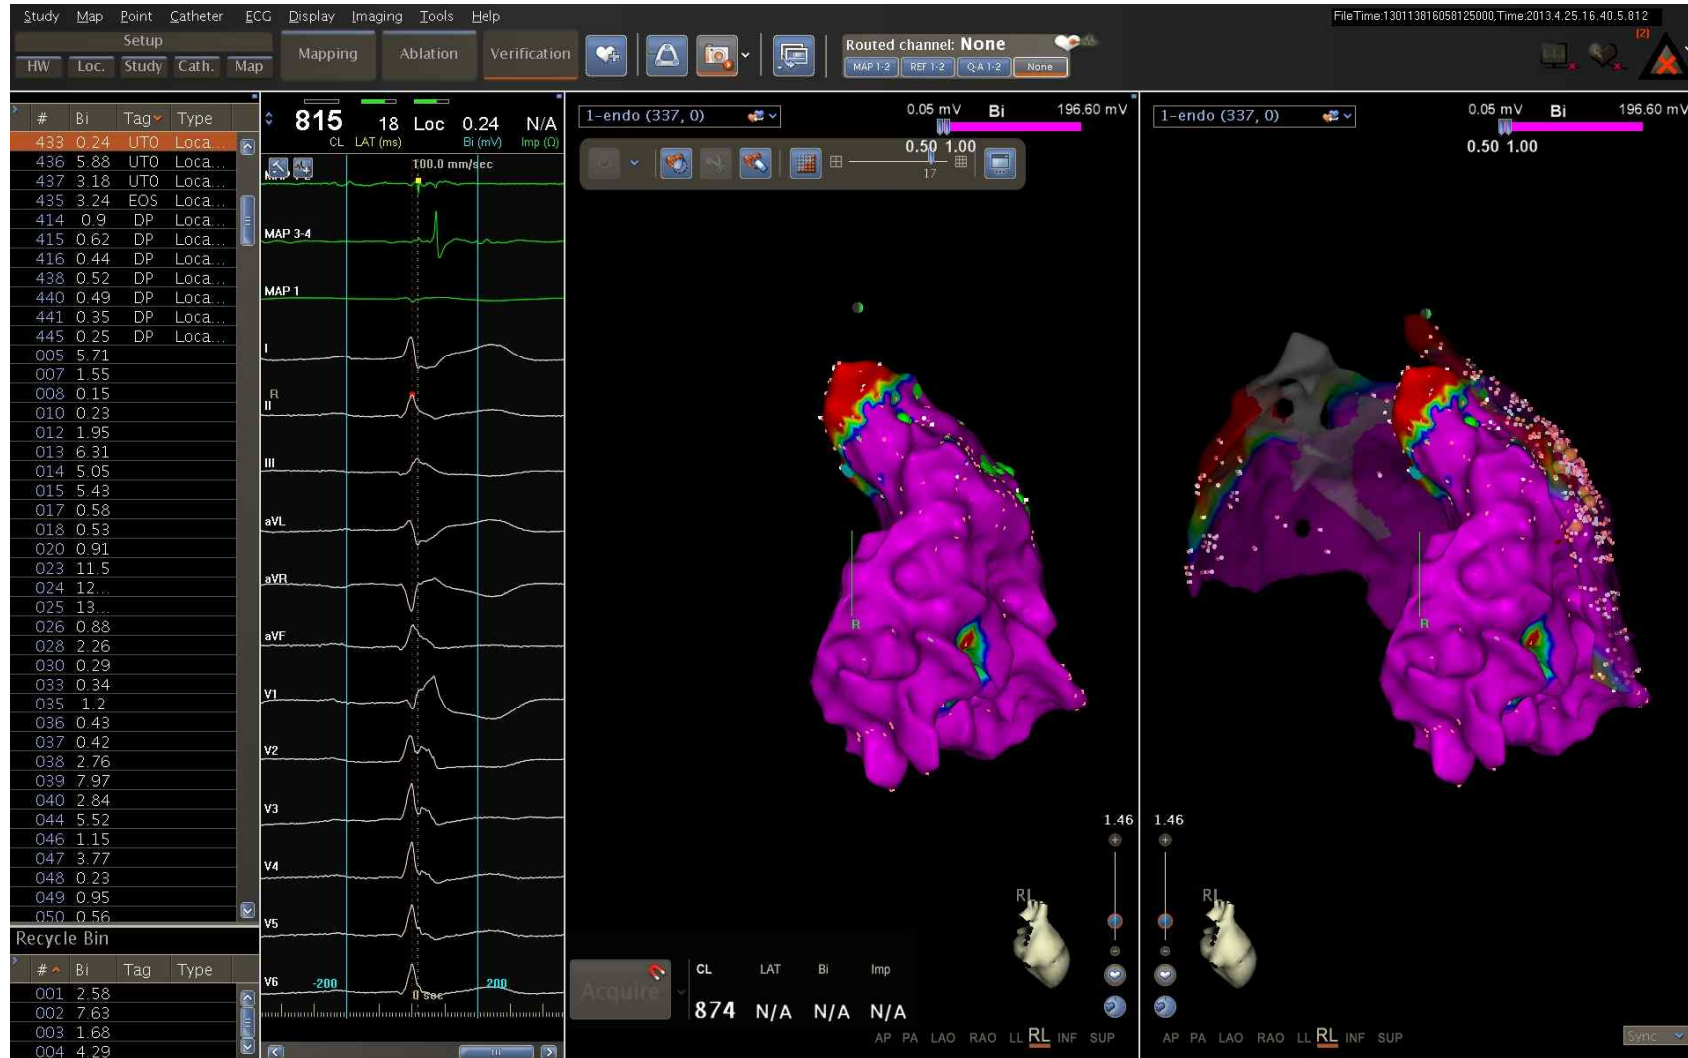 Study Map Point Catheter ECG Display Imaging Tools Help
FileTime:130113816058125000,Time:2013.4.25.16.40.5.812
Setup
HW Loc. Study Cath. Map
Mapping Ablation Verification
Routed channel: None
MAP 1-2 REF 1-2 Q-A 1-2 None
(2)
# Bi Tag Type
433 0.24 UTO Loca...
436 5.88 UTO Loca...
437 3.18 UTO Loca...
435 3.24 EOS Loca...
414 0.9 DP Loca...
415 0.62 DP Loca...
416 0.44 DP Loca...
438 0.52 DP Loca...
440 0.49 DP Loca...
441 0.35 DP Loca...
445 0.25 DP Loca...
005 5.71
007 1.55
008 0.15
010 0.23
012 1.95
013 6.31
014 5.05
015 5.43
017 0.58
018 0.53
020 0.91
023 11.5
024 12...
025 13...
026 0.88
028 2.26
030 0.29
033 0.34
035 1.2
036 0.43
037 0.42
038 2.76
039 7.97
040 2.84
044 5.52
046 1.15
047 3.77
048 0.23
049 0.95
050 0.56
Recycle Bin
# Bi Tag Type
001 2.58
002 7.63
003 1.68
004 4.29
815 18 Loc 0.24 N/A
CL LAT (ms) Bi (mV) Imp (Ω)
100.0 mm/sec
MAP 3-4
MAP 1
I
R
II
III
aVL
aVR
aVF
V1
V2
V3
V4
V5
V6
-200 0 sec 200
1-endo (337, 0)
0.05 mV Bi 196.60 mV
0.50 1.00
17
R
1.46
RL
Acquire
CL LAT Bi Imp
874 N/A N/A N/A
AP PA LAO RAO LL RL INF SUP
1-endo (337, 0)
0.05 mV Bi 196.60 mV
0.50 1.00
R
1.46
RL
AP PA LAO RAO LL RL INF SUP
Sync